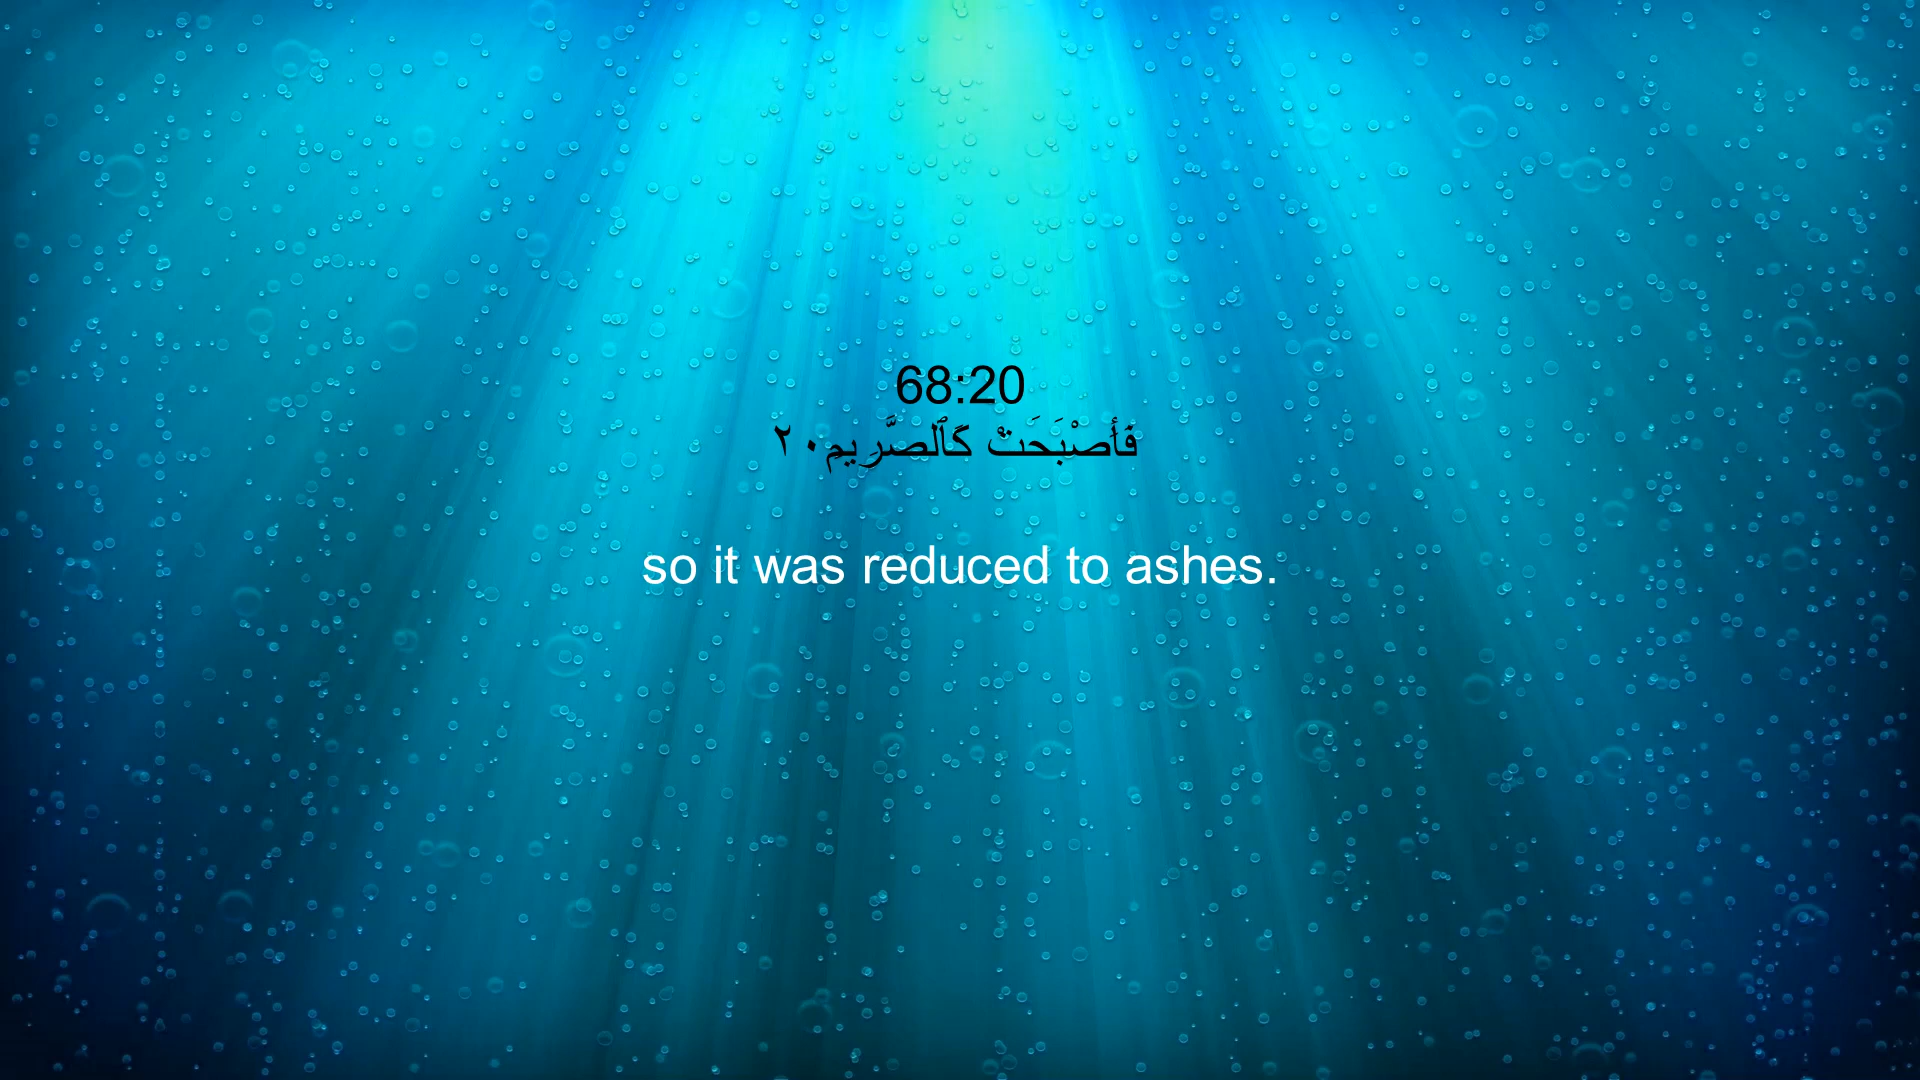 68:20
فَأَصْبَحَتْ كَٱلصَّرِيمِ٢٠
so it was reduced to ashes.